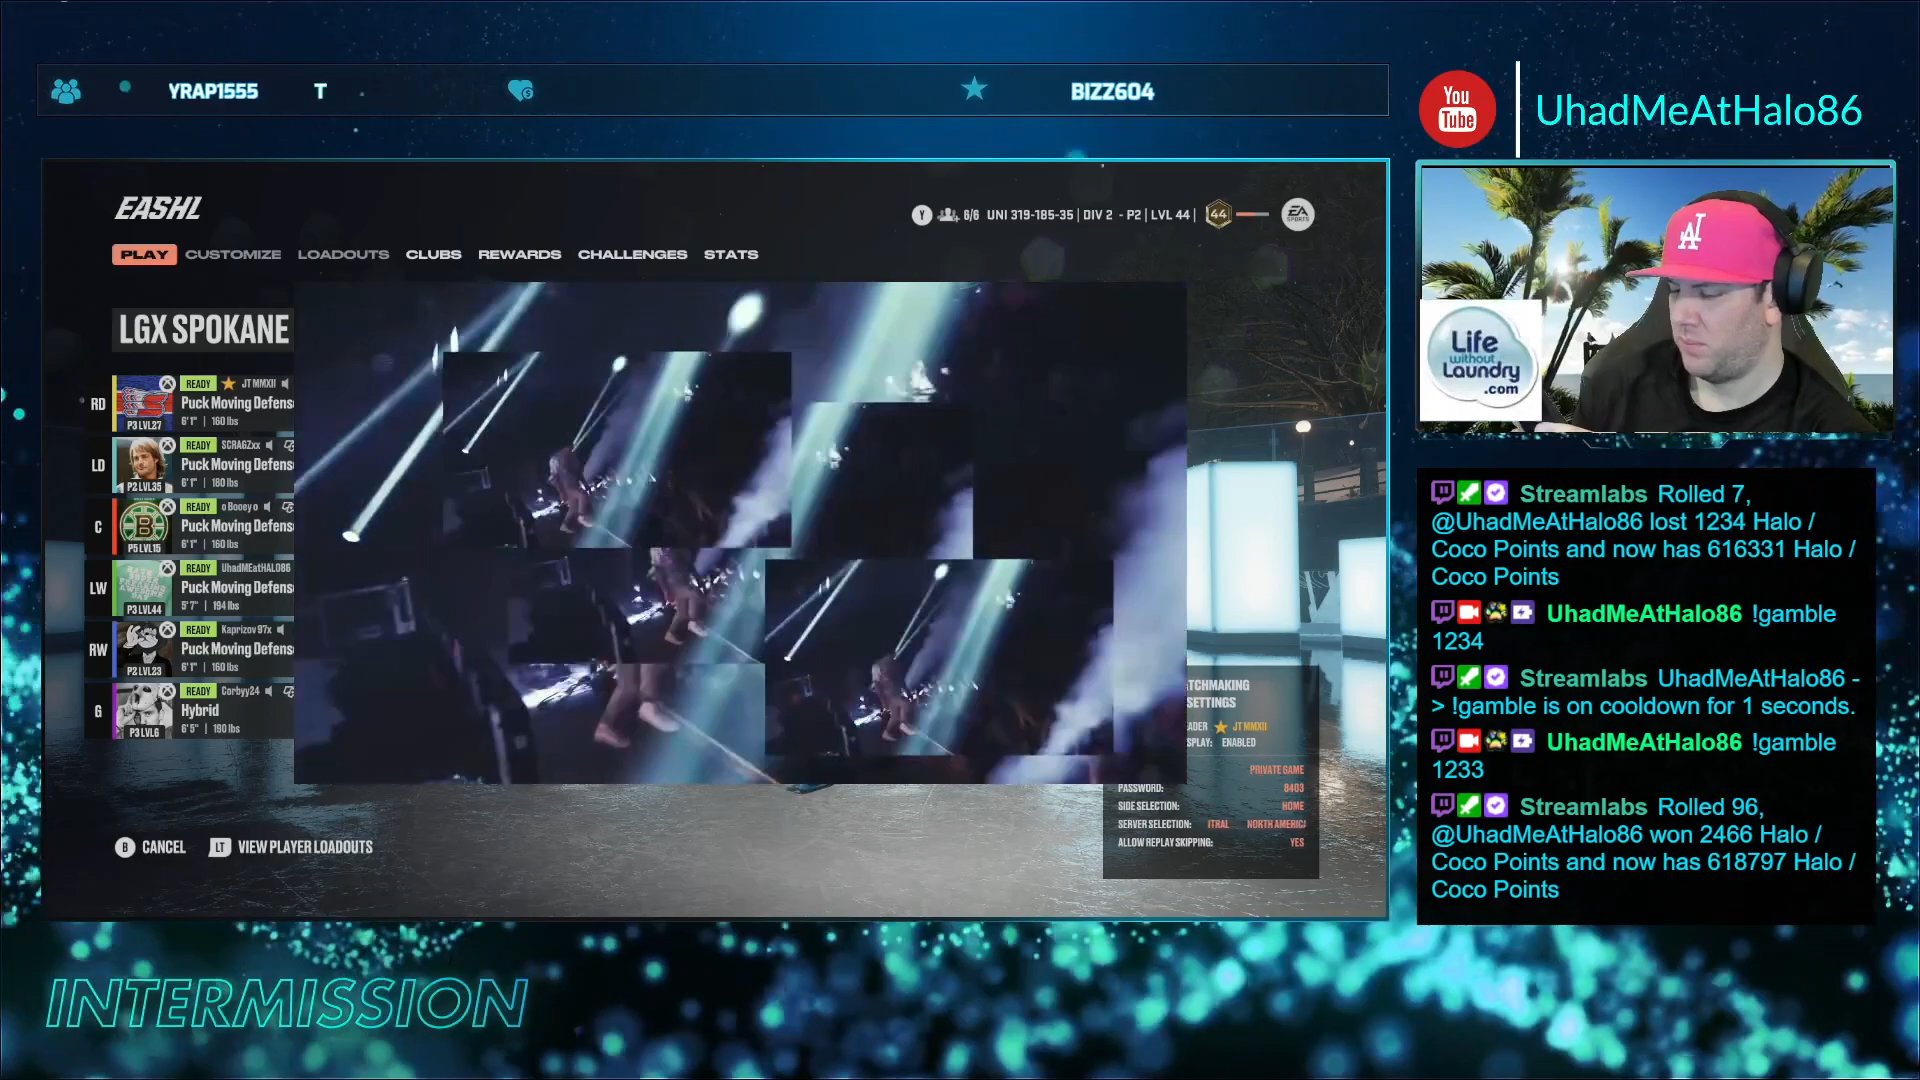 YRAP1555
T
BIZZ604
You
Tube
UhadMeAtHalo86
EASHL
Y 6/6 UNI 319-185-35 | DIV 2 - P2 | LVL 44 | 44
EA
SPORTS
PLAY CUSTOMIZE LOADOUTS CLUBS REWARDS CHALLENGES STATS
LGX SPOKANE
RD
READY JT MMXII
Puck Moving Defens
6'1" | 160 lbs
P3 LVL27
LD
READY SCRAGZxx
Puck Moving Defens
6'1" | 180 lbs
P2 LVL35
C
READY o Boooy o
Puck Moving Defens
6'1" | 160 lbs
P5 LVL15
LW
READY UhadMEatHALO86
Puck Moving Defens
5'7" | 194 lbs
P3 LVL44
RW
READY Kaprizov97x
Puck Moving Defens
6'1" | 160 lbs
P2 LVL23
G
READY Corbyy24
Hybrid
6'5" | 190 lbs
P3 LVL6
TCHMAKING
SETTINGS
ADER JT MMXII
SPLAY: ENABLED
PRIVATE GAME
PASSWORD: 8403
SIDE SELECTION: HOME
SERVER SELECTION: ITRAL NORTH AMERIC
ALLOW REPLAY SKIPPING: YES
B CANCEL LT VIEW PLAYER LOADOUTS
INTERMISSION
Life
without
Laundry
.com
Streamlabs Rolled 7,
@UhadMeAtHalo86 lost 1234 Halo /
Coco Points and now has 616331 Halo /
Coco Points
UhadMeAtHalo86 !gamble
1234
Streamlabs UhadMeAtHalo86 -
> !gamble is on cooldown for 1 seconds.
UhadMeAtHalo86 !gamble
1233
Streamlabs Rolled 96,
@UhadMeAtHalo86 won 2466 Halo /
Coco Points and now has 618797 Halo /
Coco Points